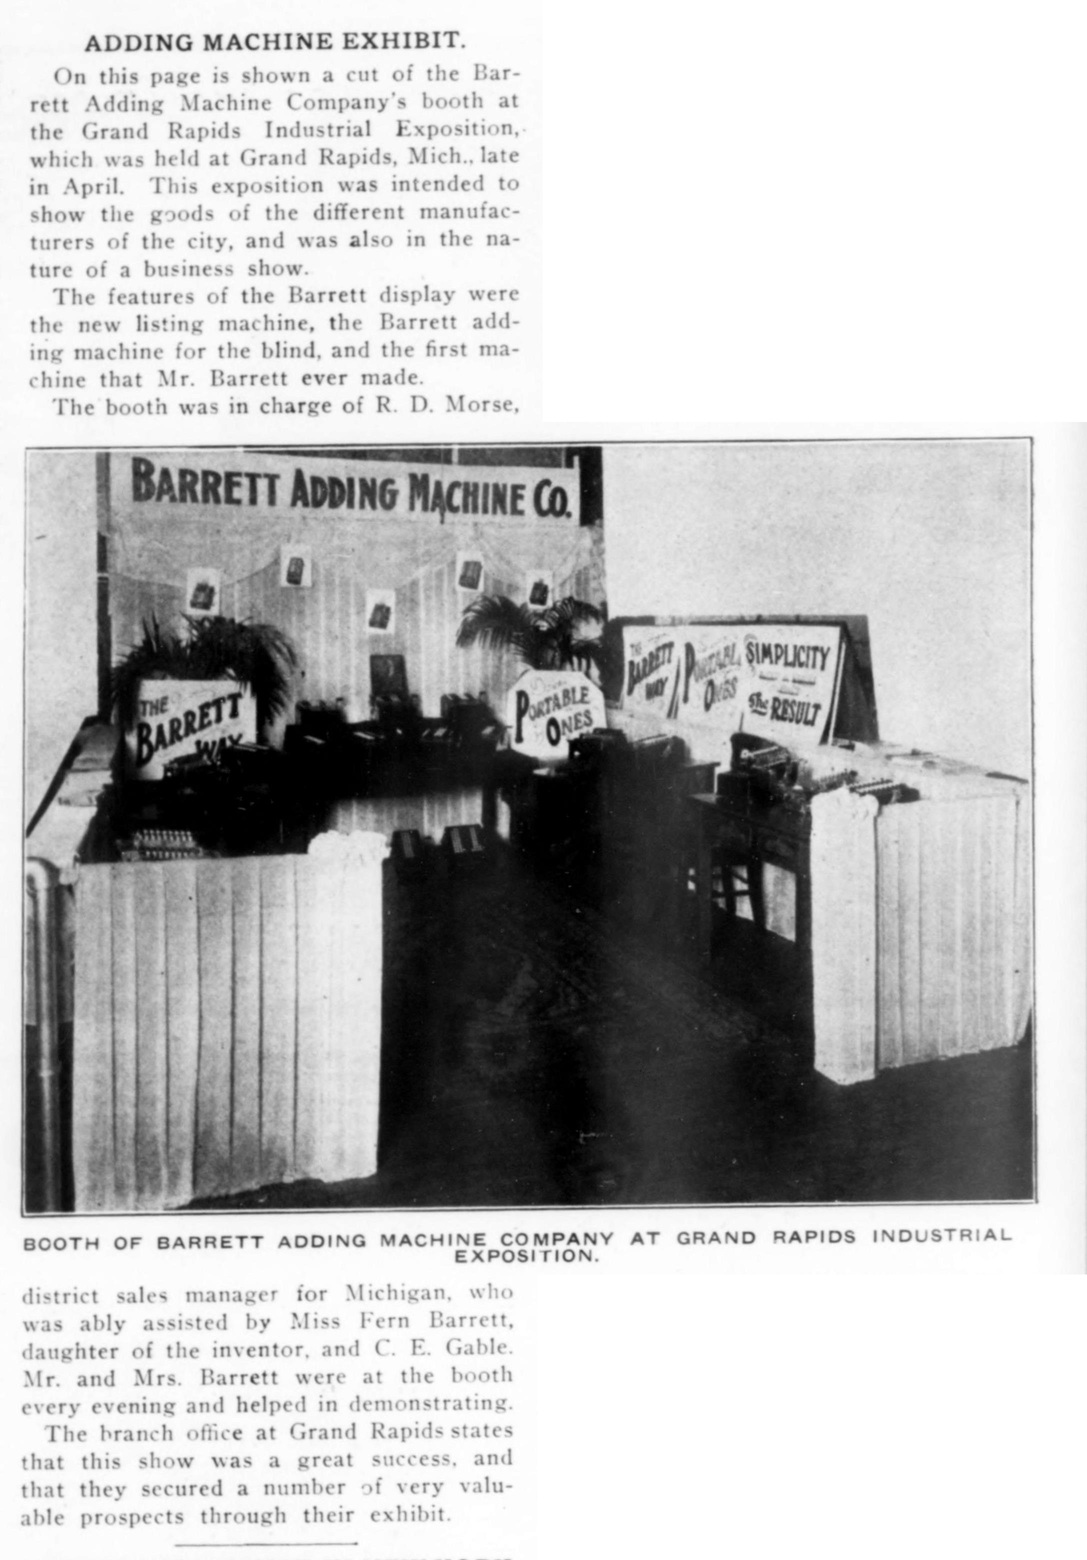 ADDING MACHINE EXHIBIT.
On this page is shown a cut of the Bar-
rett Adding Machine Company's booth at
the Grand Rapids Industrial Exposition,
which was held at Grand Rapids, Mich., late
in April. This exposition was intended to
show the goods of the different manufac-
turers of the city, and was also in the na-
ture of a business show.
The features of the Barrett display were
the new listing machine, the Barrett add-
ing machine for the blind, and the first ma-
chine that Mr. Barrett ever made.
The booth was in charge of R. D. Morse,
BARRETT ADDING MACHINE CO.
THE
BARRETT
WAY
PORTABLE
ONES
THE
BARRETT
WAY
PORTABL
ONES
SIMPLICITY
The RESULT
BOOTH OF BARRETT ADDING MACHINE COMPANY AT GRAND RAPIDS INDUSTRIAL
EXPOSITION.
district sales manager for Michigan, who
was ably assisted by Miss Fern Barrett,
daughter of the inventor, and C. E. Gable.
Mr. and Mrs. Barrett were at the booth
every evening and helped in demonstrating.
The branch office at Grand Rapids states
that this show was a great success, and
that they secured a number of very valu-
able prospects through their exhibit.